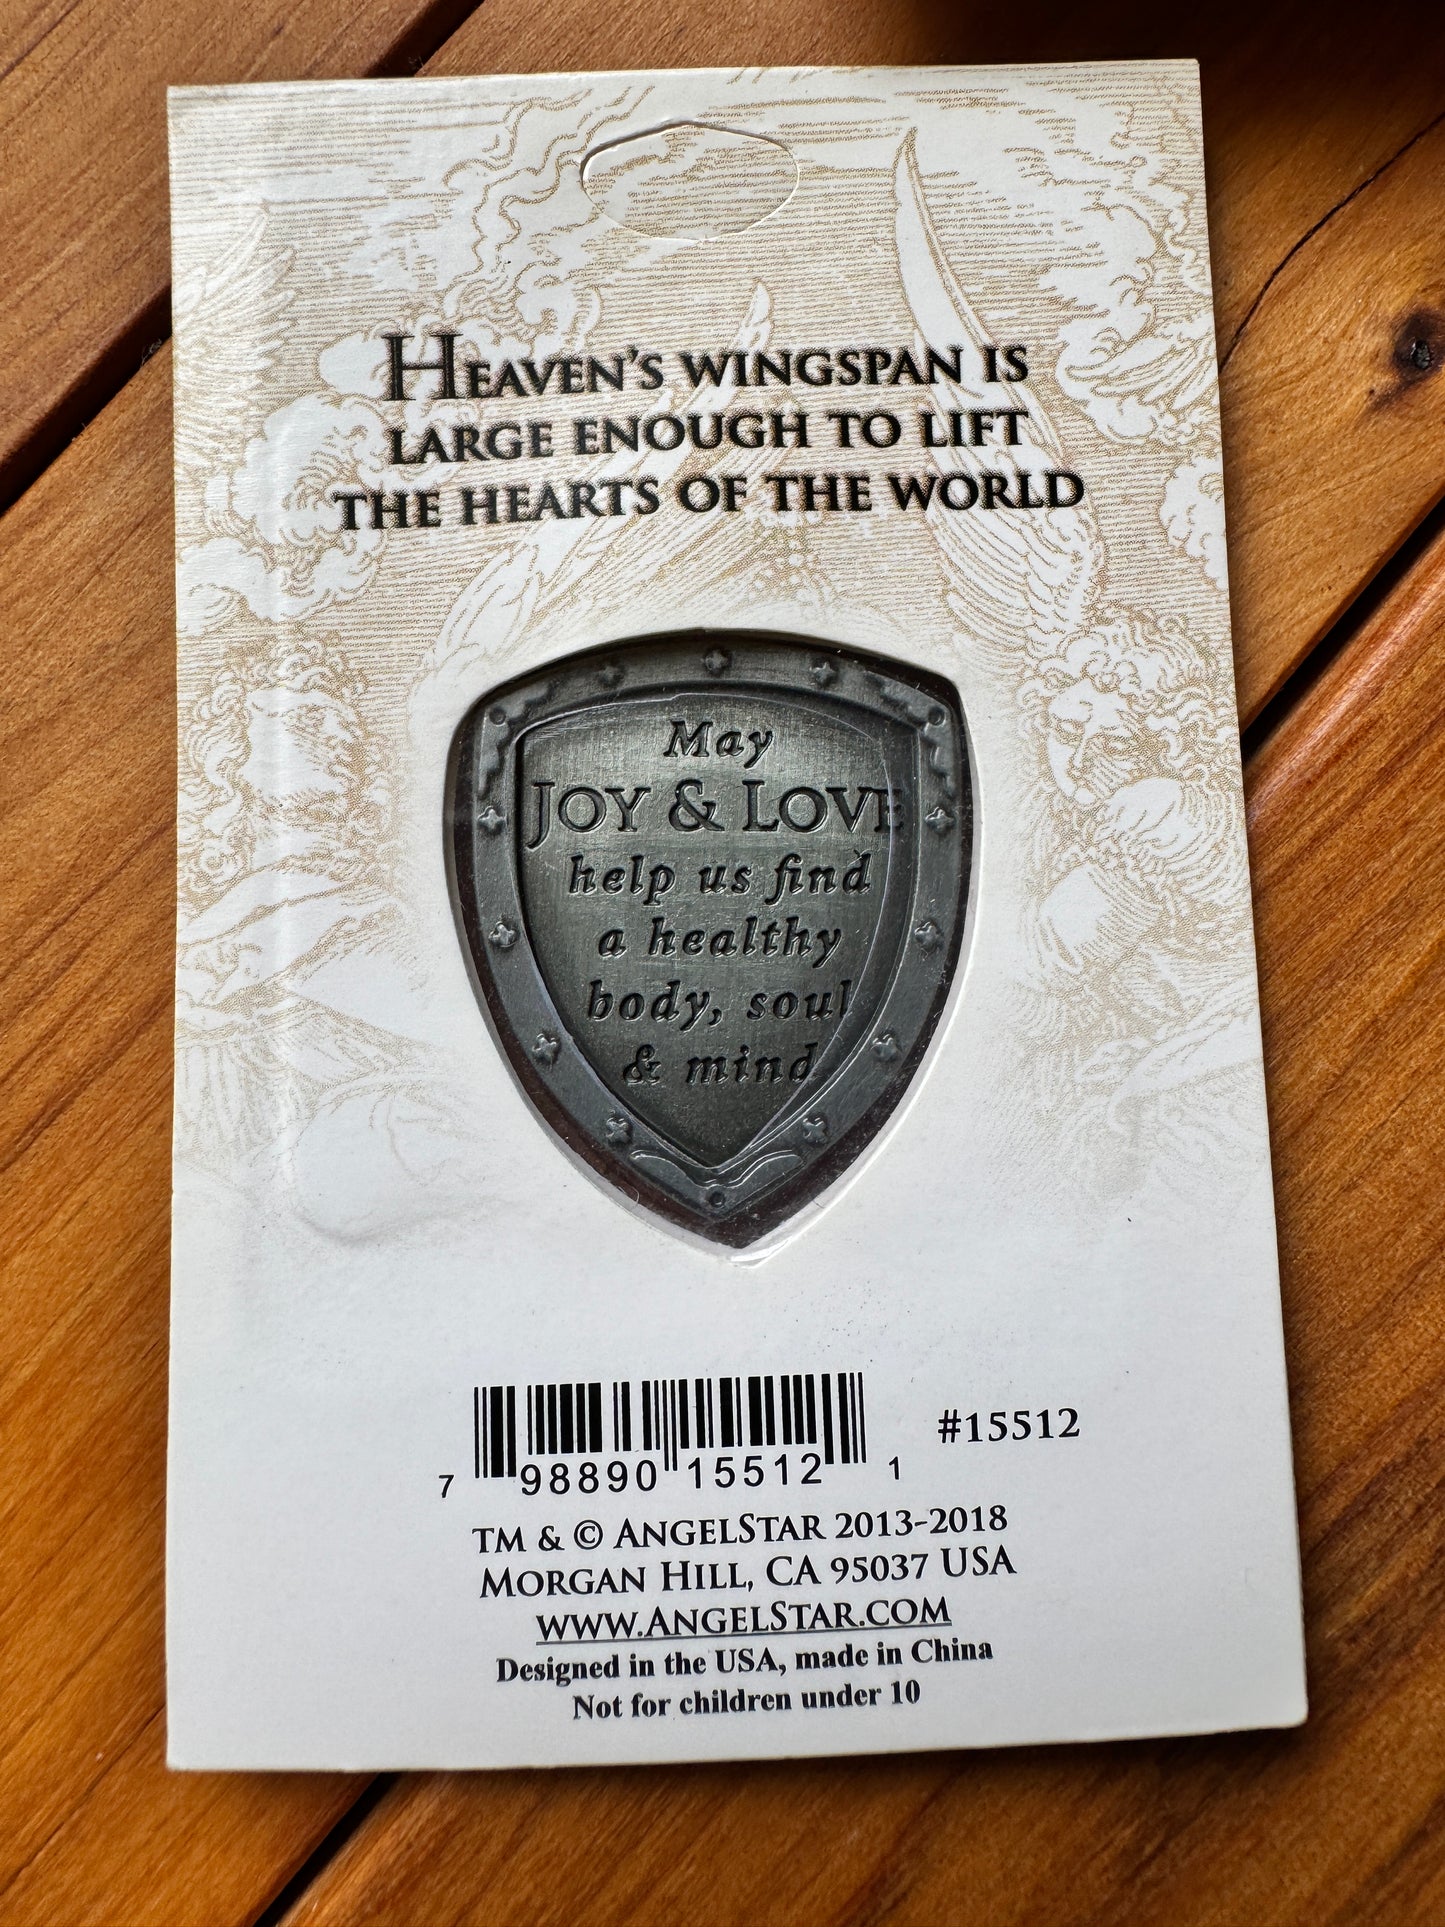 HEAVEN'S WINGSPAN IS
LARGE ENOUGH TO LIFT
THE HEARTS OF THE WORLD
May
JOY & LOVE
help us find
a healthy
body, soul
& mind
7 98890 15512 1
#15512
TM & © ANGELSTAR 2013-2018
MORGAN HILL, CA 95037 USA
WWW.ANGELSTAR.COM
Designed in the USA, made in China
Not for children under 10